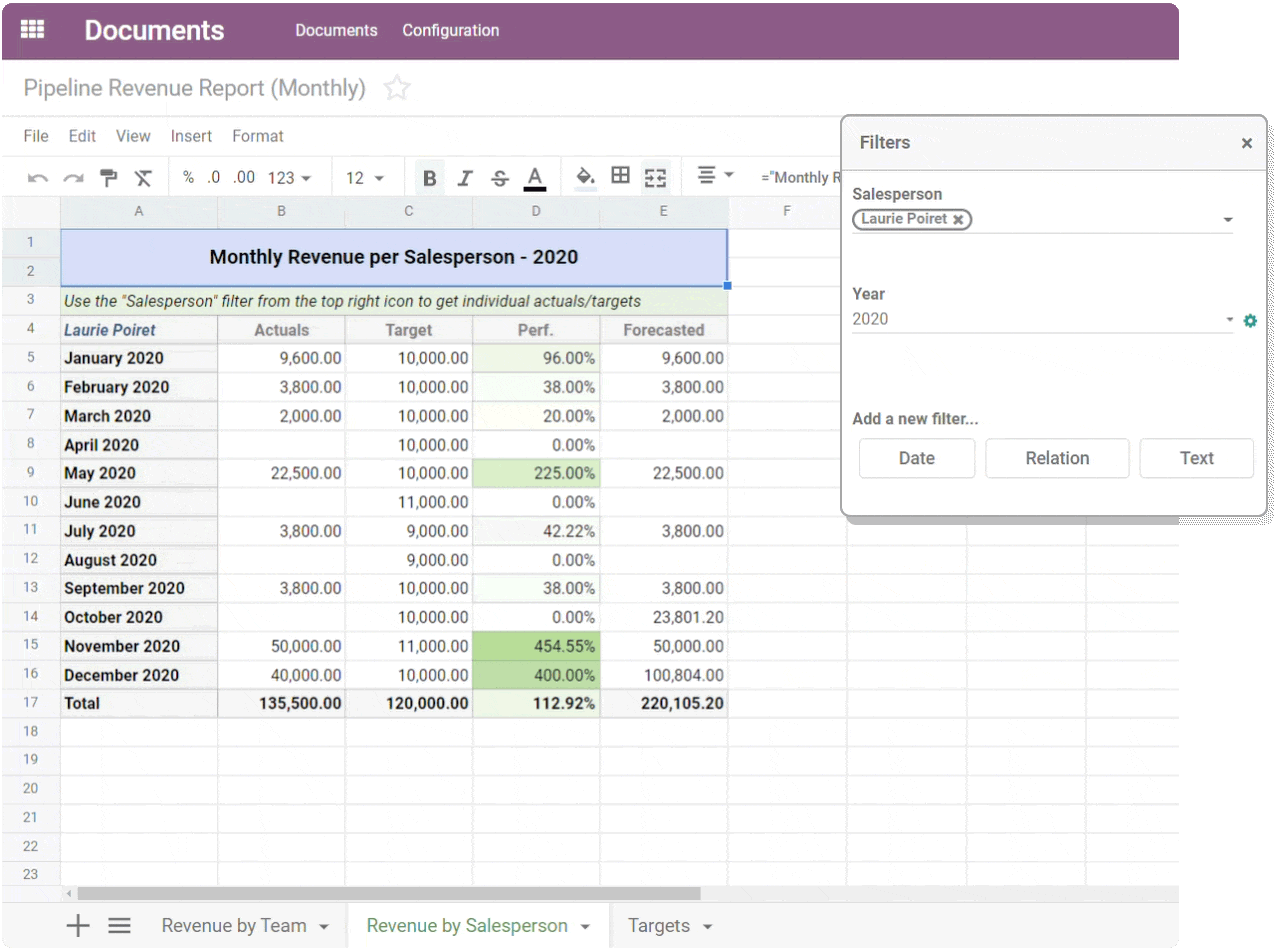 Documents Documents Configuration
Pipeline Revenue Report (Monthly)
File Edit View Insert Format
% .0 .00 123 12 B I S A ="Monthly R
A B C D E F
1 Monthly Revenue per Salesperson - 2020
2
3 Use the "Salesperson" filter from the top right icon to get individual actuals/targets
4 Laurie Poiret Actuals Target Perf. Forecasted
5 January 2020 9,600.00 10,000.00 96.00% 9,600.00
6 February 2020 3,800.00 10,000.00 38.00% 3,800.00
7 March 2020 2,000.00 10,000.00 20.00% 2,000.00
8 April 2020 10,000.00 0.00%
9 May 2020 22,500.00 10,000.00 225.00% 22,500.00
10 June 2020 11,000.00 0.00%
11 July 2020 3,800.00 9,000.00 42.22% 3,800.00
12 August 2020 9,000.00 0.00%
13 September 2020 3,800.00 10,000.00 38.00% 3,800.00
14 October 2020 10,000.00 0.00% 23,801.20
15 November 2020 50,000.00 11,000.00 454.55% 50,000.00
16 December 2020 40,000.00 10,000.00 400.00% 100,804.00
17 Total 135,500.00 120,000.00 112.92% 220,105.20
18
19
20
21
22
23
Revenue by Team Revenue by Salesperson Targets
Filters
Salesperson
Laurie Poiret
Year
2020
Add a new filter...
Date Relation Text